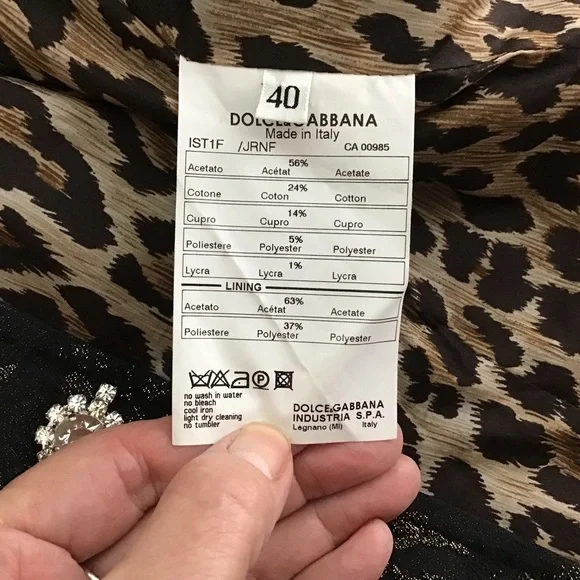 40
DOLCE&GABBANA
Made in Italy
IST1F /JRNF CA 00985
56%
Acetato Acétat Acetate
24%
Cotone Coton Cotton
14%
Cupro Cupro Cupro
5%
Poliestere Polyester Polyester
1%
Lycra Lycra Lycra
LINING
63%
Acetato Acétat Acetate
37%
Poliestere Polyester Polyester
no wash in water
no bleach
cool iron
light dry cleaning
no tumbler
DOLCE&GABBANA
INDUSTRIA S.P.A.
Legnano (MI) Italy